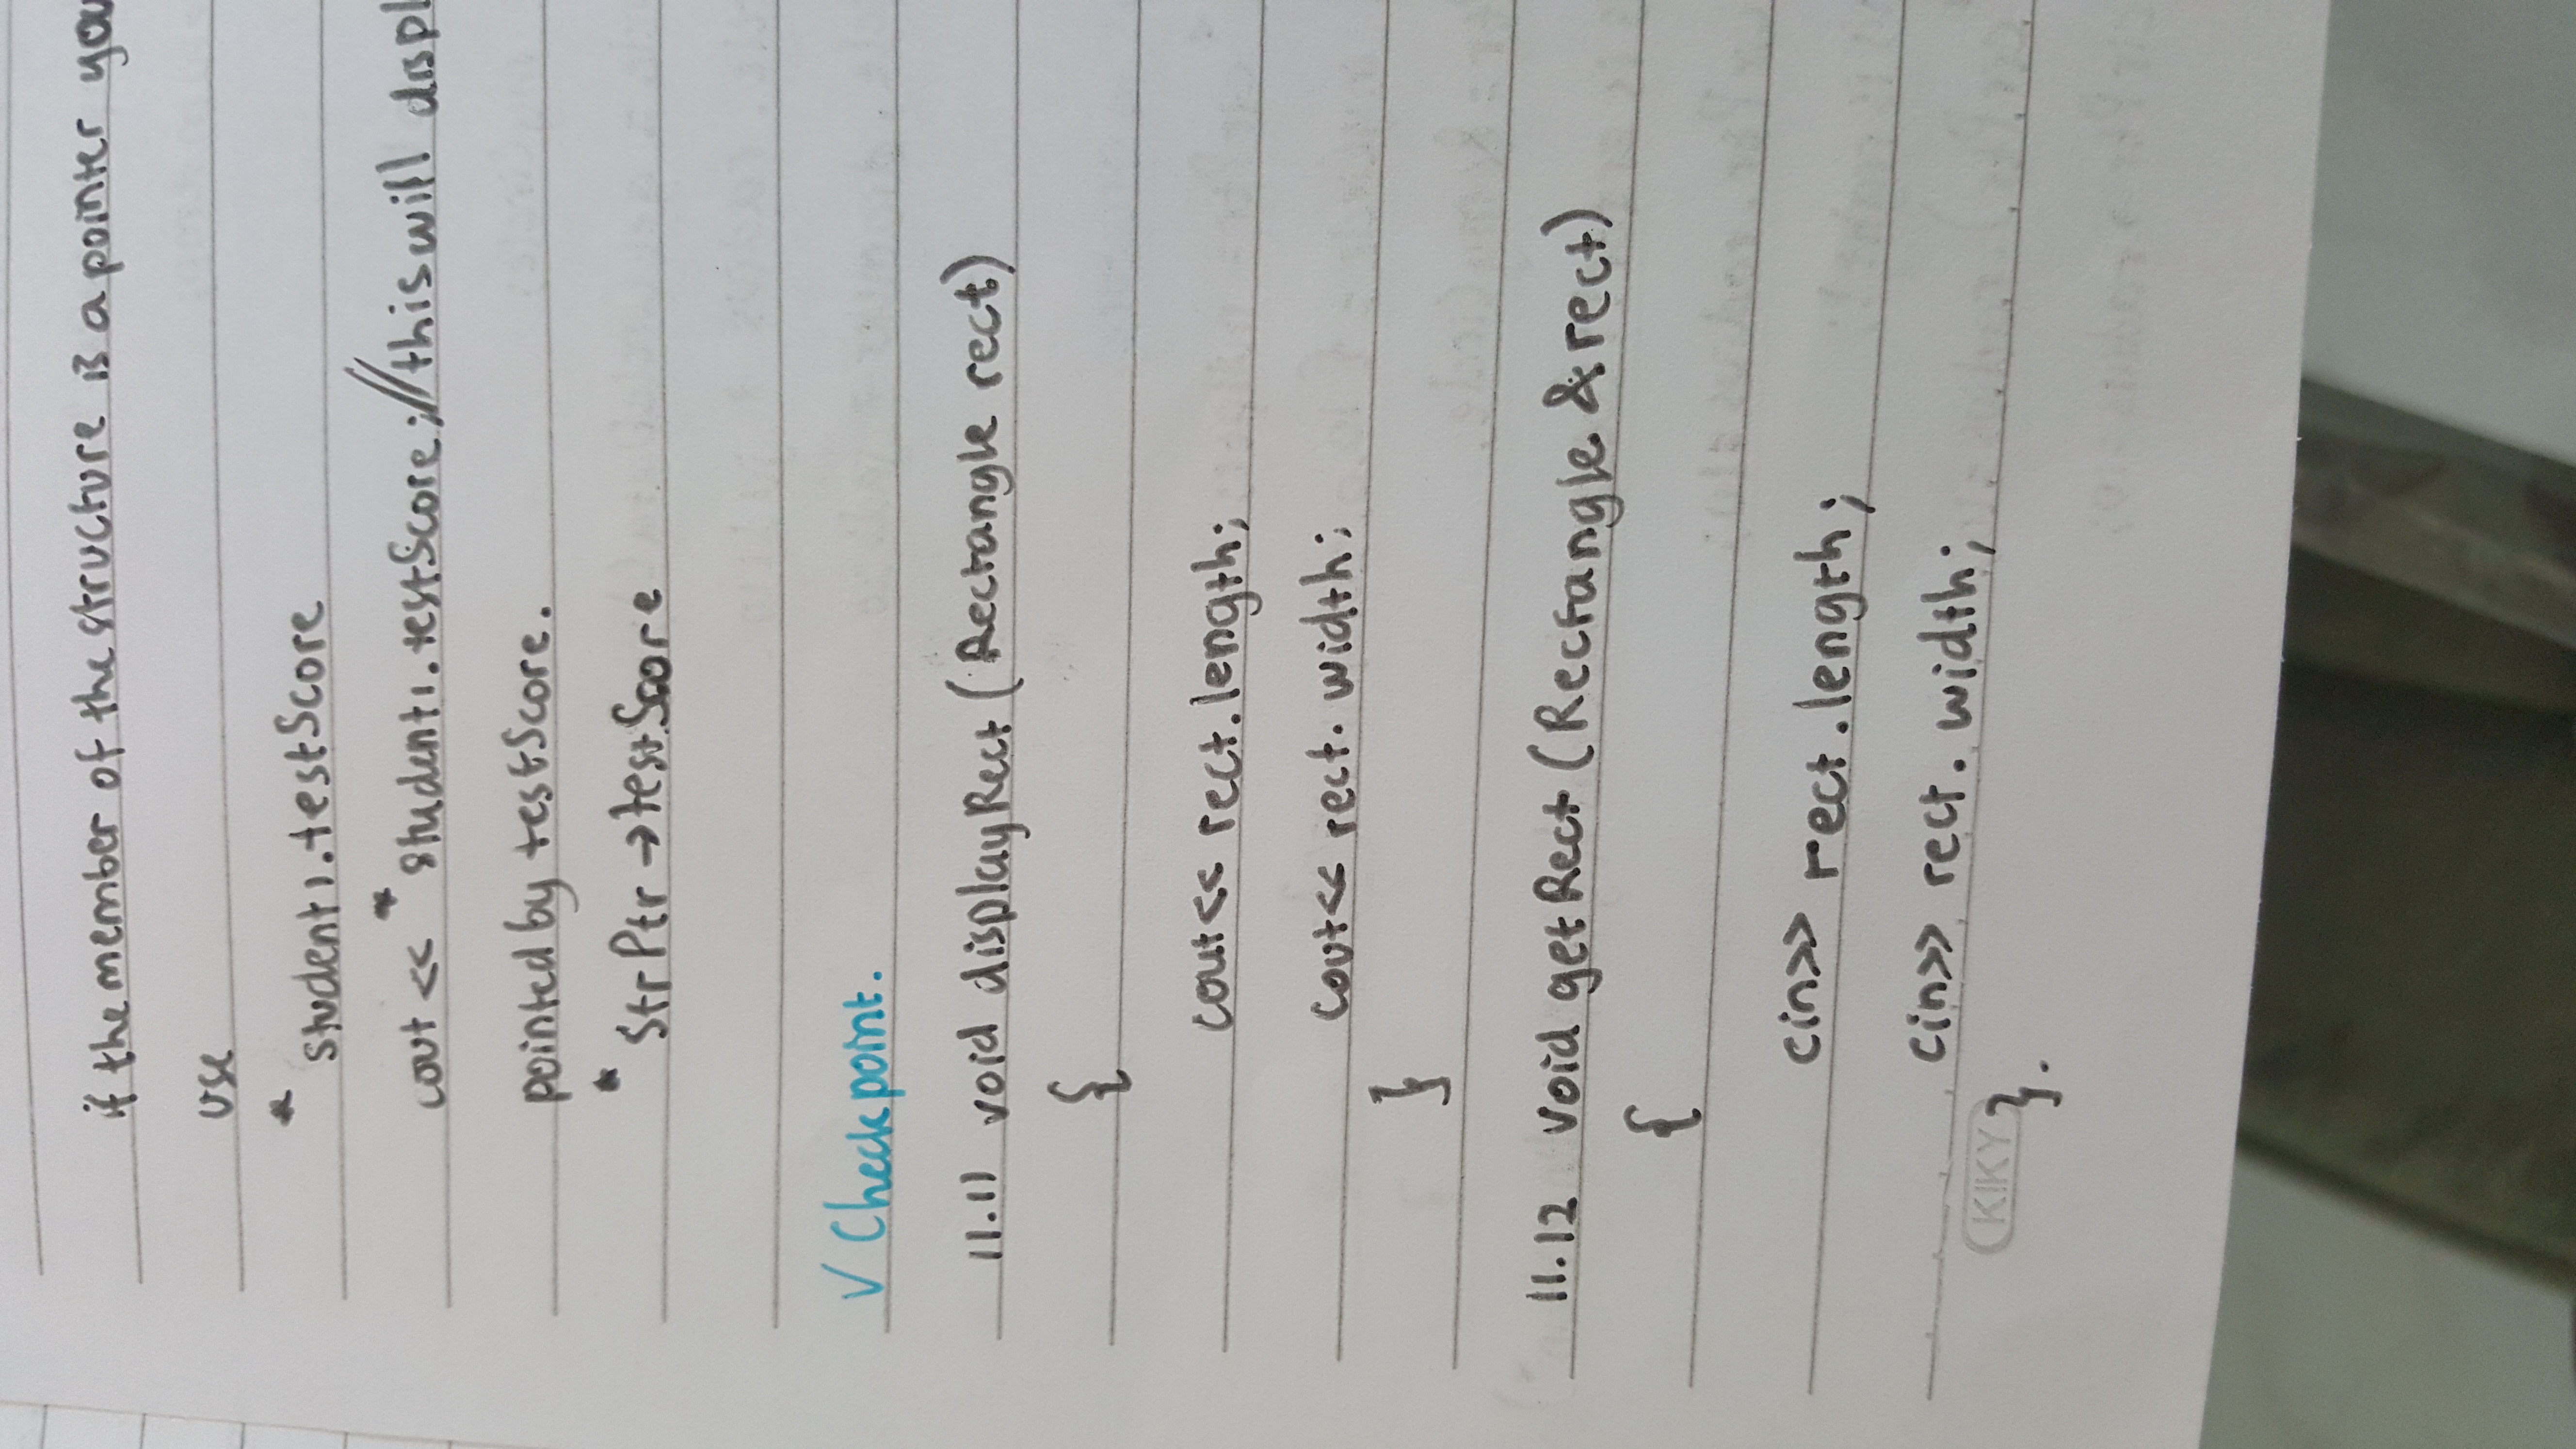 if the member of the structure is a pointer you
use
* student1.testScore
cout << * student1.testScore; //this will displ
pointed by testScore.
* StrPtr →testScore
√ Checkpoint.
11.11 void displayRect (Rectangle rect)
{
cout<< rect.length;
cout<< rect. width;
}
11.12 void getRect (Rectangle &rect)
{
cin>> rect.length;
cin>> rect. width;
KIKY
}.